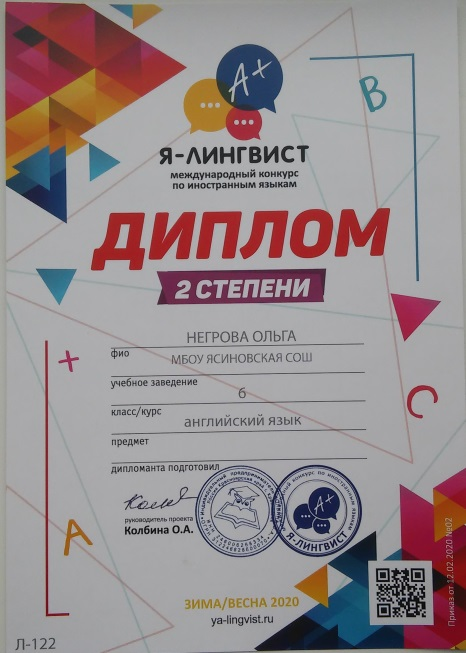 A+
Я-ЛИНГВИСТ
международный конкурс
по иностранным языкам
B
ДИПЛОМ
2 СТЕПЕНИ
НЕГРОВА ОЛЬГА
фио
МБОУ ЯСИНОВСКАЯ СОШ
учебное заведение
6
класс/курс
английский язык
предмет
дипломанта подготовил
C
A
руководитель проекта
Колбина О.А.
A+
Я-ЛИНГВИСТ
ЗИМА/ВЕСНА 2020
ya-lingvist.ru
Л-122
Приказ от 12.02.2020 №02